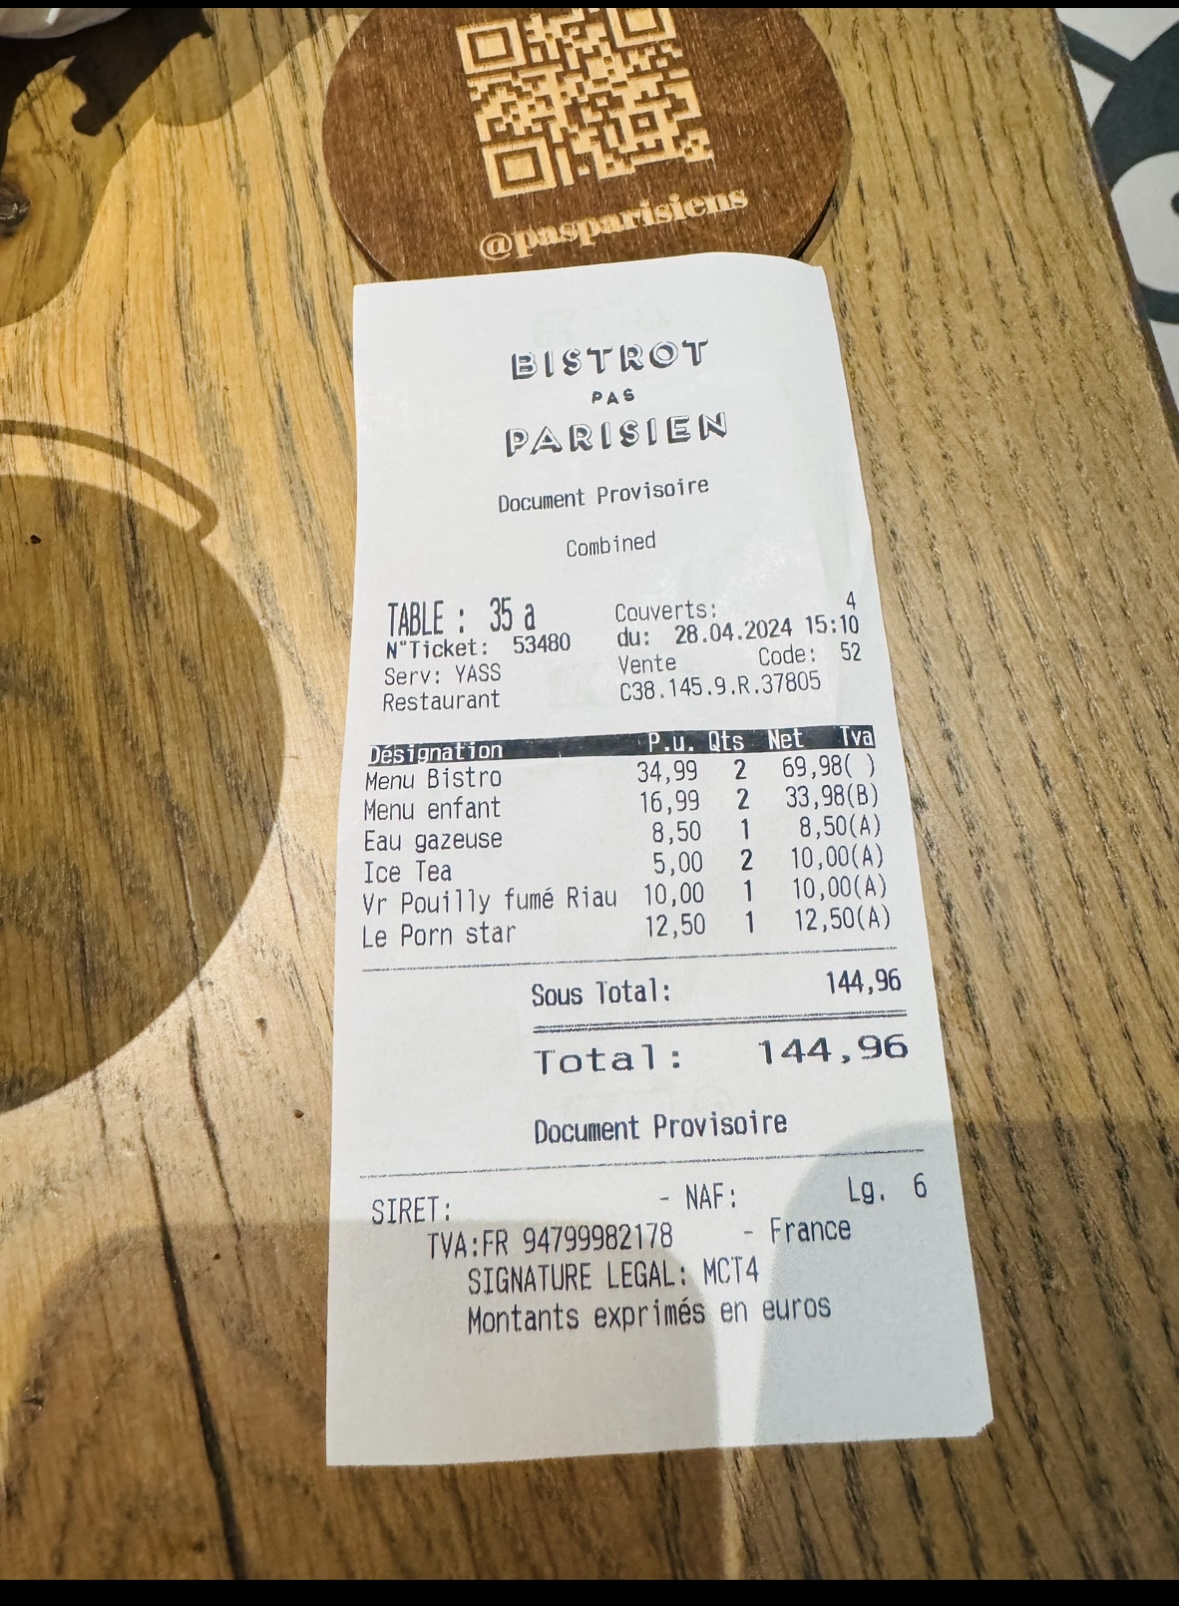 @pasparisiens
BISTROT
PAS
PARISIEN
Document Provisoire
Combined
TABLE : 35 a Couverts: 4
N°Ticket: 53480 du: 28.04.2024 15:10
Serv: YASS Vente Code: 52
Restaurant C38.145.9.R.37805
Désignation P.u. Qts Net Tva
Menu Bistro 34,99 2 69,98( )
Menu enfant 16,99 2 33,98(B)
Eau gazeuse 8,50 1 8,50(A)
Ice Tea 5,00 2 10,00(A)
Vr Pouilly fumé Riau 10,00 1 10,00(A)
Le Porn star 12,50 1 12,50(A)
Sous Total: 144,96
Total: 144,96
Document Provisoire
SIRET: - NAF: Lg. 6
TVA:FR 94799982178 - France
SIGNATURE LEGAL: MCT4
Montants exprimés en euros